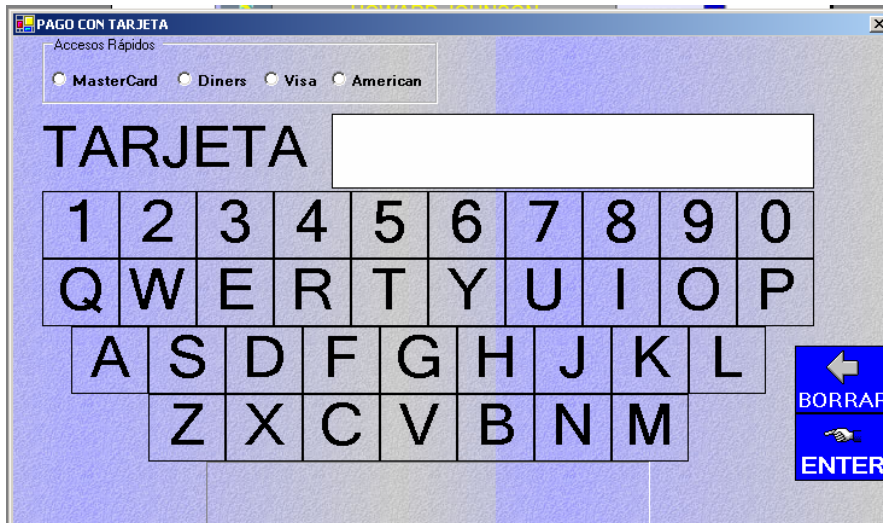 PAGO CON TARJETA
Accesos Rápidos
MasterCard Diners Visa American
TARJETA
1 2 3 4 5 6 7 8 9 0
Q W E R T Y U I O P
A S D F G H J K L
BORRAR
Z X C V B N M
ENTER